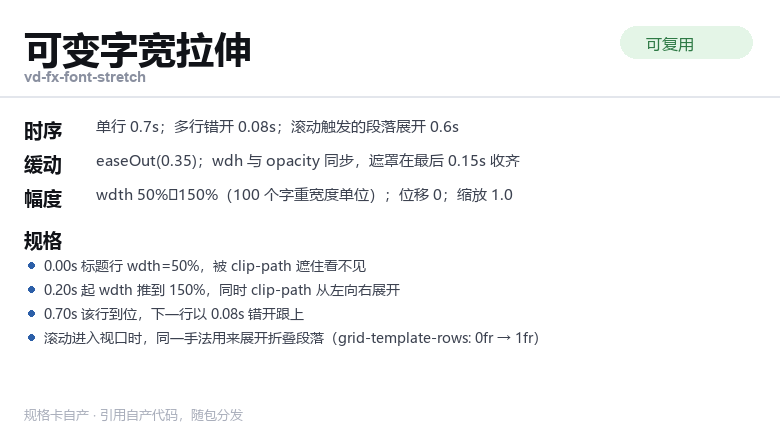 可变字宽拉伸
可复用
vd-fx-font-stretch
时序 单行 0.7s；多行错开 0.08s；滚动触发的段落展开 0.6s
缓动 easeOut(0.35)；wdh 与 opacity 同步，遮罩在最后 0.15s 收齐
幅度 wdth 50%▯150%（100 个字重宽度单位）；位移 0；缩放 1.0
规格
0.00s 标题行 wdth=50%，被 clip-path 遮住看不见
0.20s 起 wdth 推到 150%，同时 clip-path 从左向右展开
0.70s 该行到位，下一行以 0.08s 错开跟上
滚动进入视口时，同一手法用来展开折叠段落（grid-template-rows: 0fr → 1fr）
规格卡自产 · 引用自产代码，随包分发